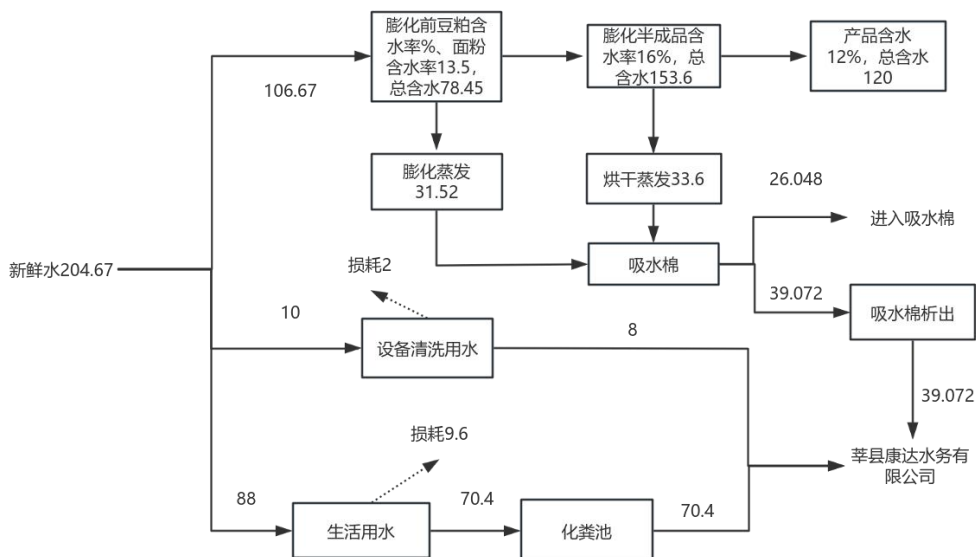 膨化前豆粕含
水率%、面粉
含水率13.5，
总含水78.45
膨化半成品含
水率16%，总
含水153.6
产品含水
12%，总含水
120
106.67
膨化蒸发
31.52
烘干蒸发33.6
26.048
进入吸水棉
新鲜水204.67
损耗2
吸水棉
39.072
吸水棉析出
10
设备清洗用水
8
39.072
损耗9.6
莘县康达水务有
限公司
88
生活用水
70.4
化粪池
70.4